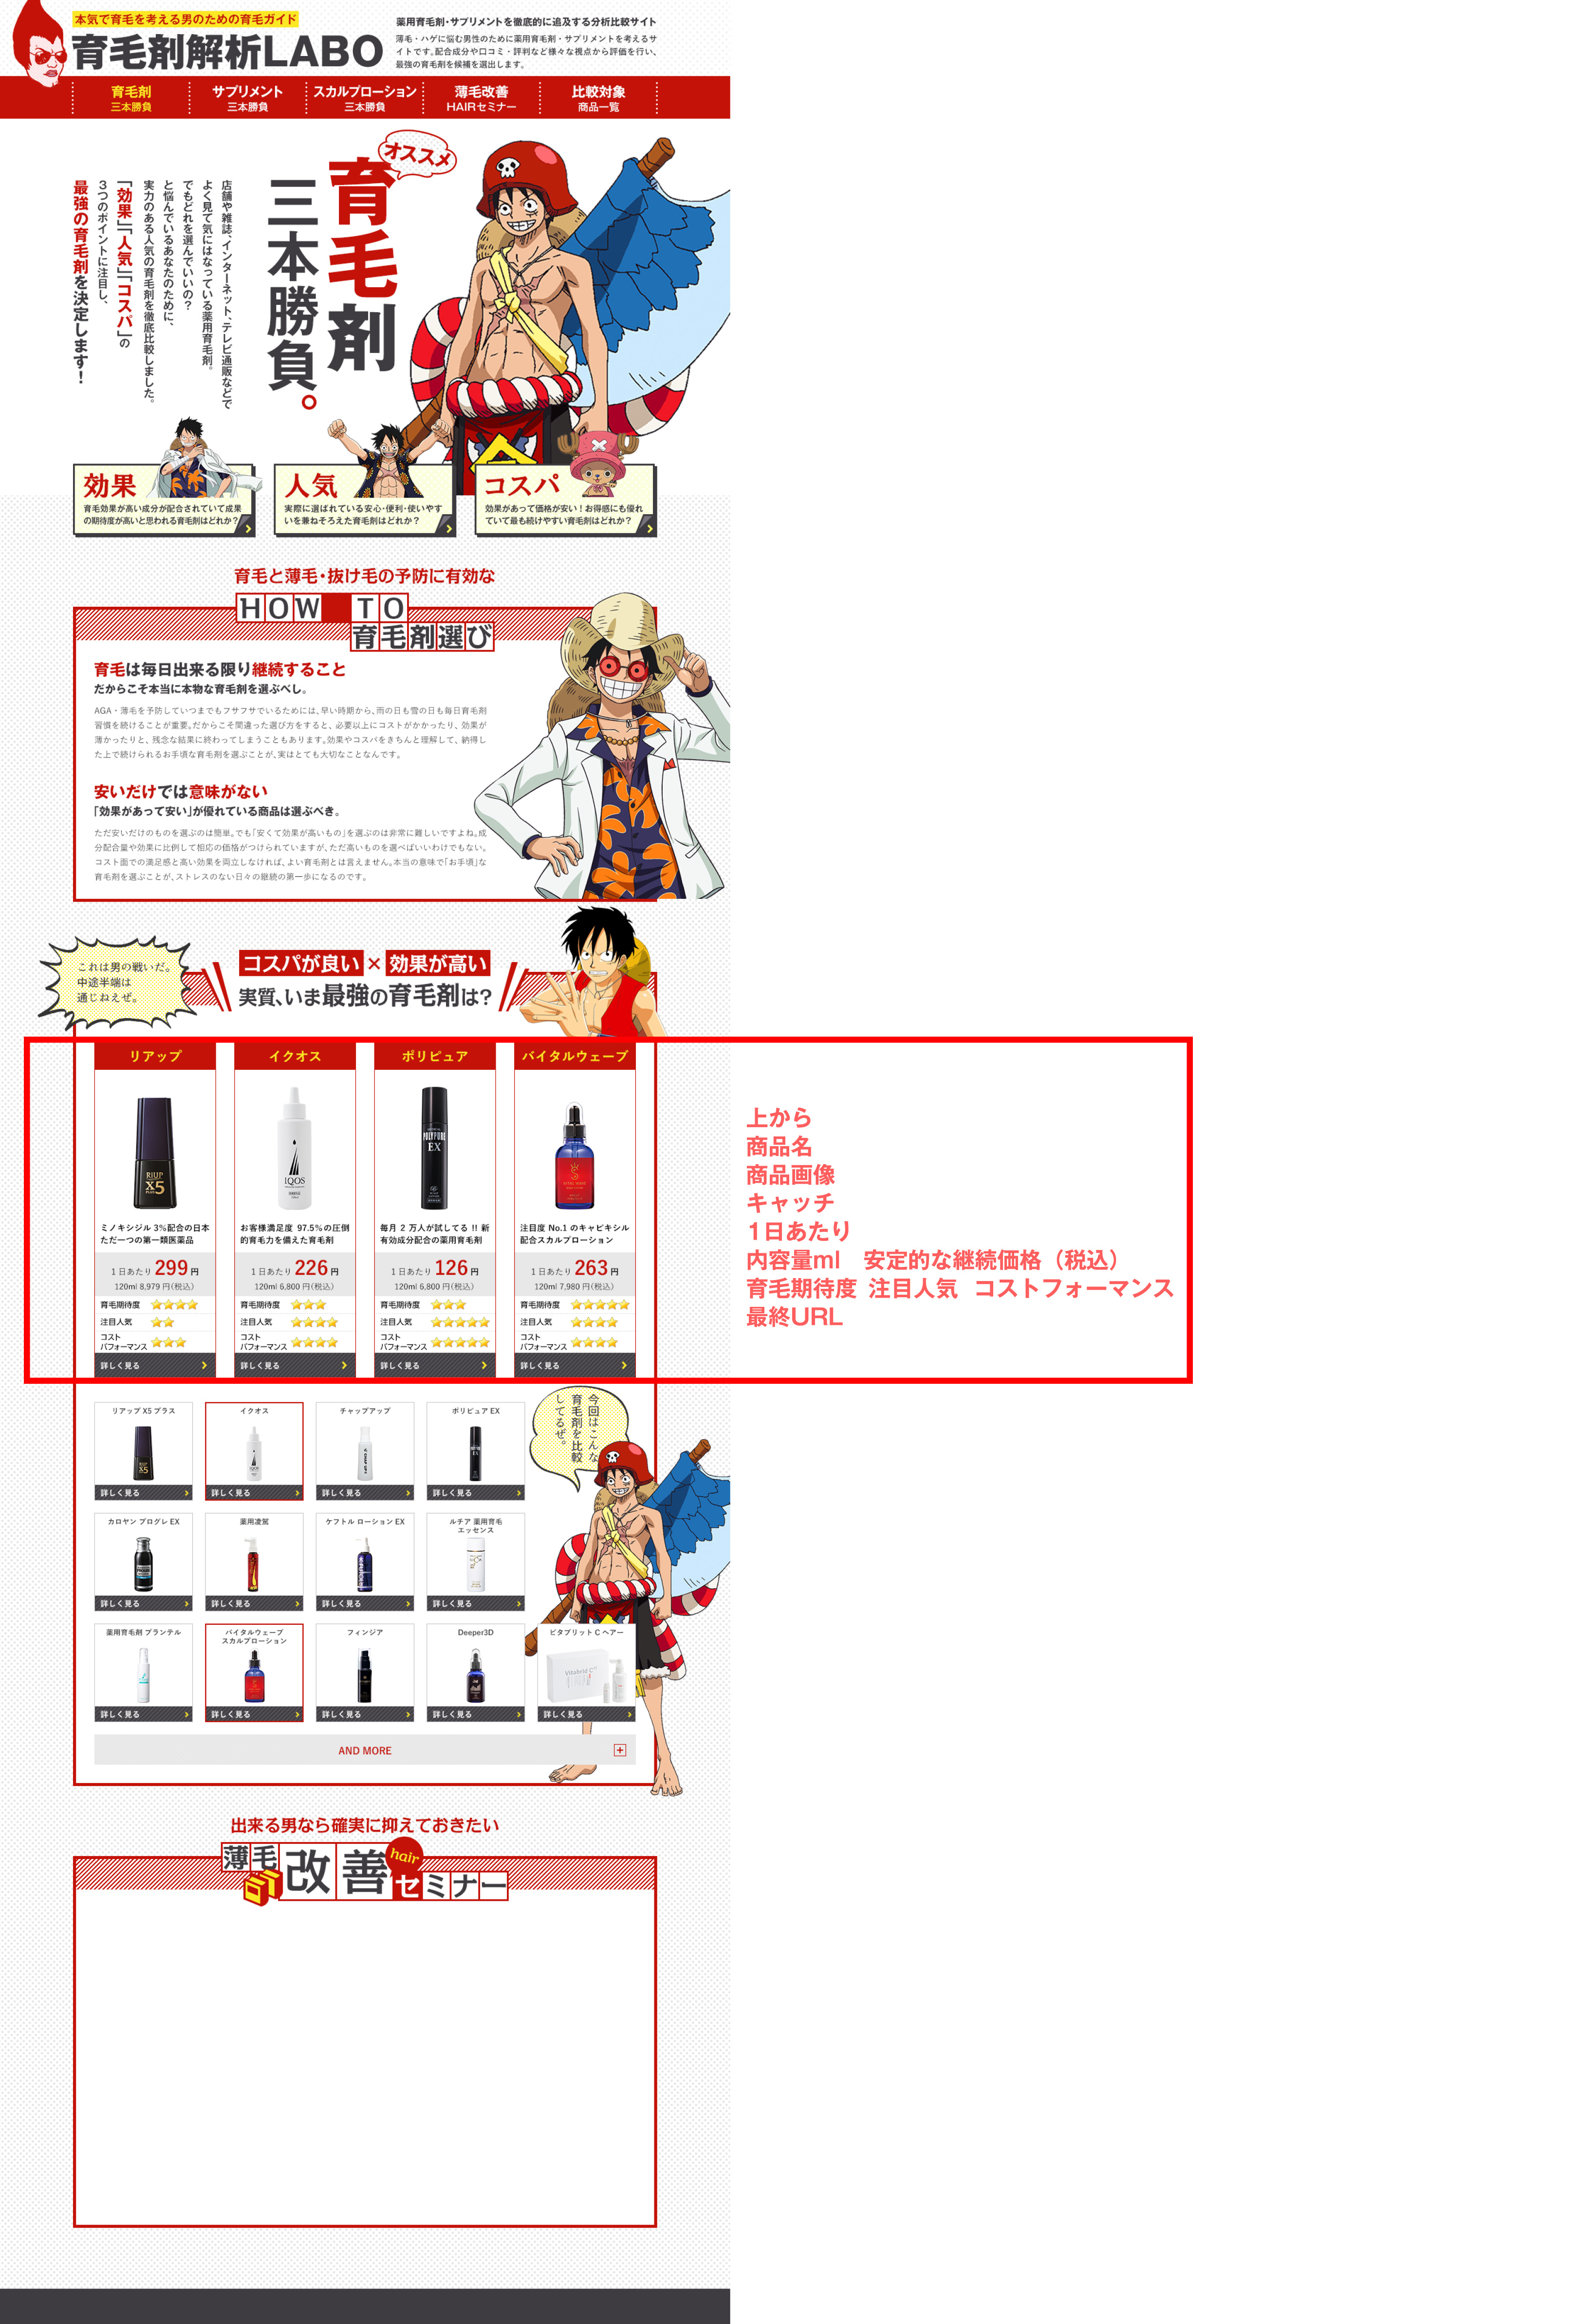 本気で育毛を考える男のための育毛ガイド
育毛剤解析LABO
薬用育毛剤・サプリメントを徹底的に追及する分析比較サイト
薄毛・ハゲに悩む男性のために薬用育毛剤・サプリメントを考えるサ
イトです。配合成分や口コミ・評判など様々な視点から評価を行い、
最強の育毛剤を候補を選出します。
育毛剤
三本勝負
サプリメント
三本勝負
スカルプローション
三本勝負
薄毛改善
HAIRセミナー
比較対象
商品一覧
オススメ
育毛剤
三本勝負。
店舗や雑誌、インターネット、テレビ通販などで
よく見て気にはなっている薬用育毛剤。
でもどれを選んでいいの?
と悩んでいるあなたのために、
実力のある人気の育毛剤を徹底比較しました。
「効果」「人気」「コスパ」の
3つのポイントに注目し、
最強の育毛剤を決定します!
効果
育毛効果が高い成分が配合されていて成果
の期待度が高いと思われる育毛剤はどれか?
人気
実際に選ばれている安心・便利・使いやす
いを兼ねそろえた育毛剤はどれか?
コスパ
効果があって価格が安い!お得感にも優れ
ていて最も続けやすい育毛剤はどれか?
育毛と薄毛・抜け毛の予防に有効な
HOW TO
育毛剤選び
育毛は毎日出来る限り継続すること
だからこそ本当に本物な育毛剤を選ぶべし。
AGA・薄毛を予防していつまでもフサフサでいるためには、早い時期から、雨の日も雪の日も毎日育毛剤
習慣を続けることが重要。だからこそ間違った選び方をすると、必要以上にコストがかかったり、効果が
薄かったりと、残念な結果に終わってしまうこともあります。効果やコスパをきちんと理解して、納得し
た上で続けられるお手頃な育毛剤を選ぶことが、実はとても大切なことなんです。
安いだけでは意味がない
「効果があって安い」が優れている商品は選ぶべき。
ただ安いだけのものを選ぶのは簡単。でも「安くて効果が高いもの」を選ぶのは非常に難しいですよね。成
分配合量や効果に比例して担応の価格がつけられていますが、ただ高いものを選べばいいわけでもない。
コスト面での満足感と高い効果を両立しなければ、よい育毛剤とは言えません。本当の意味で「お手頃」な
育毛剤を選ぶことが、ストレスのない日々の継続の第一歩になるのです。
これは男の戦いだ。
中途半端は
通じねえぜ。
コスパが良い×効果が高い
実質、いま最強の育毛剤は?
リアップ
RiUP
X5
PLUS
ミノキシジル 3%配合の日本
ただ一つの第一類医薬品
1日あたり 299円
120ml 8,979 円(税込)
育毛期待度
注目人気
コスト
パフォーマンス
詳しく見る
イクオス
IQOS
お客様満足度 97.5%の圧倒
的育毛力を備えた育毛剤
1日あたり 226円
120ml 6,800 円(税込)
育毛期待度
注目人気
コスト
パフォーマンス
詳しく見る
ポリピュア
POLYPURE
EX
毎月 2 万人が試してる !! 新
有効成分配合の薬用育毛剤
1日あたり 126円
120ml 6,800 円(税込)
育毛期待度
注目人気
コスト
パフォーマンス
詳しく見る
バイタルウェーブ
注目度 No.1 のキャピキシル
配合スカルプローション
1日あたり 263円
120ml 7,980 円(税込)
育毛期待度
注目人気
コスト
パフォーマンス
詳しく見る
上から
商品名
商品画像
キャッチ
1日あたり
内容量ml 安定的な継続価格(税込)
育毛期待度 注目人気 コストフォーマンス
最終URL
今回はこんな
育毛剤を比較
してるぜ。
リアップ X5 プラス
詳しく見る
イクオス
詳しく見る
チャップアップ
詳しく見る
ポリピュア EX
詳しく見る
カロヤン プログレ EX
詳しく見る
薬用凌駕
詳しく見る
ケフトル ローション EX
詳しく見る
ルチア 薬用育毛
エッセンス
詳しく見る
薬用育毛剤 プランテル
詳しく見る
バイタルウェーブ
スカルプローション
詳しく見る
フィンジア
詳しく見る
Deeper3D
詳しく見る
ビタブリット C ヘアー
Vitabrid C
詳しく見る
AND MORE
出来る男なら確実に抑えておきたい
薄毛改善
hair
セミナー